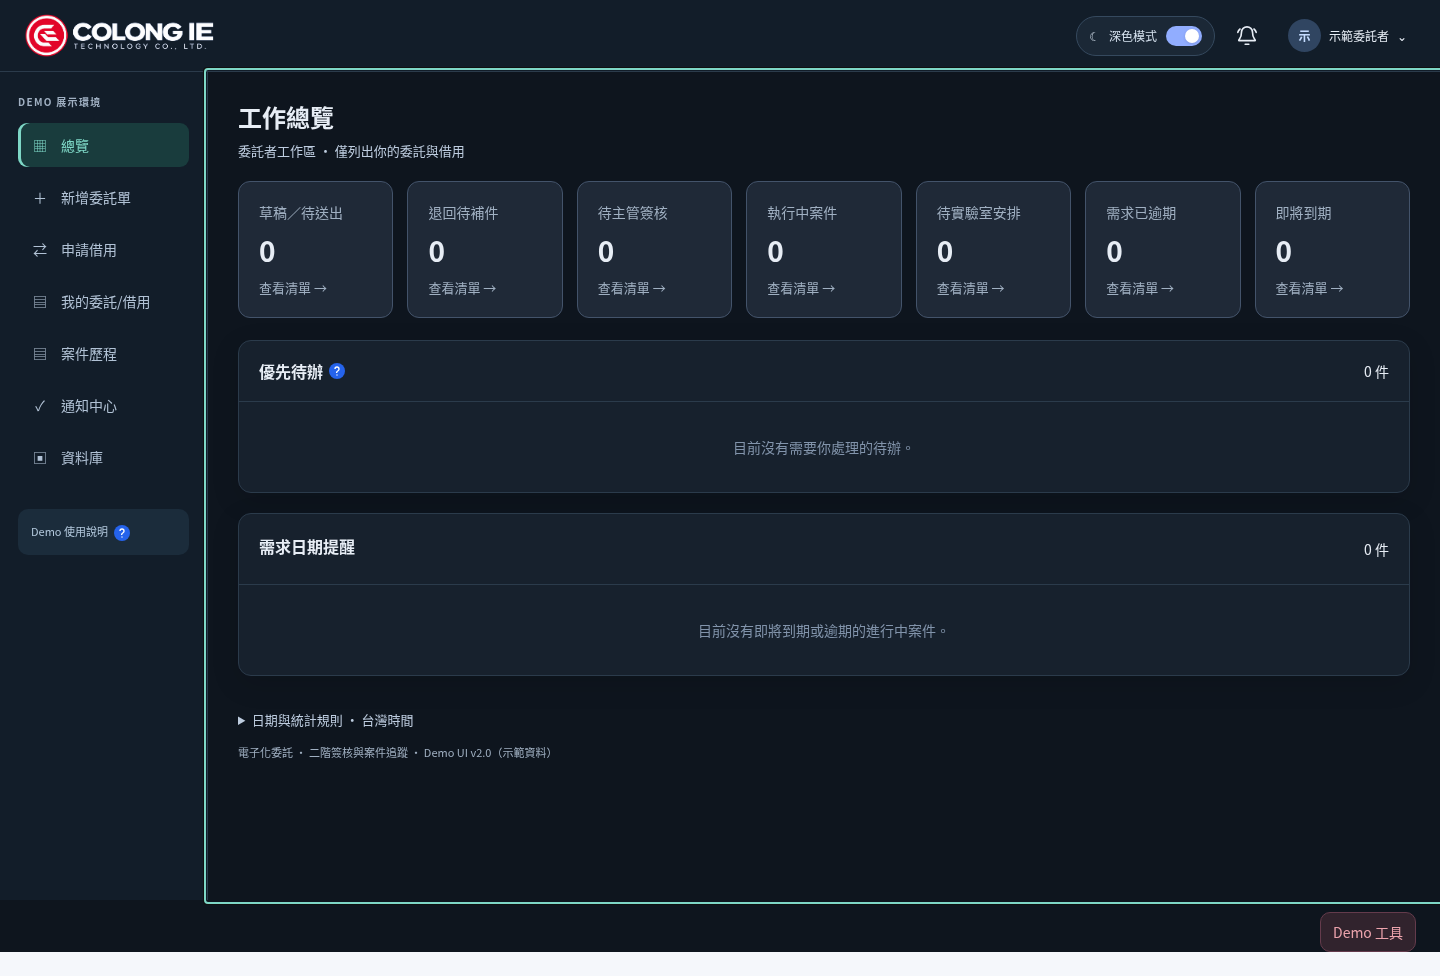 COLONG IE
TECHNOLOGY CO., LTD.
深色模式
示
示範委託者
DEMO 展示環境
總覽
新增委託單
申請借用
我的委託/借用
案件歷程
通知中心
資料庫
Demo 使用說明 ?
工作總覽
委託者工作區・僅列出你的委託與借用
草稿／待送出
0
查看清單 →
退回待補件
0
查看清單 →
待主管簽核
0
查看清單 →
執行中案件
0
查看清單 →
待實驗室安排
0
查看清單 →
需求已逾期
0
查看清單 →
即將到期
0
查看清單 →
優先待辦 ?
0 件
目前沒有需要你處理的待辦。
需求日期提醒
0 件
目前沒有即將到期或逾期的進行中案件。
日期與統計規則・台灣時間
電子化委託・二階簽核與案件追蹤・Demo UI v2.0（示範資料）
Demo 工具